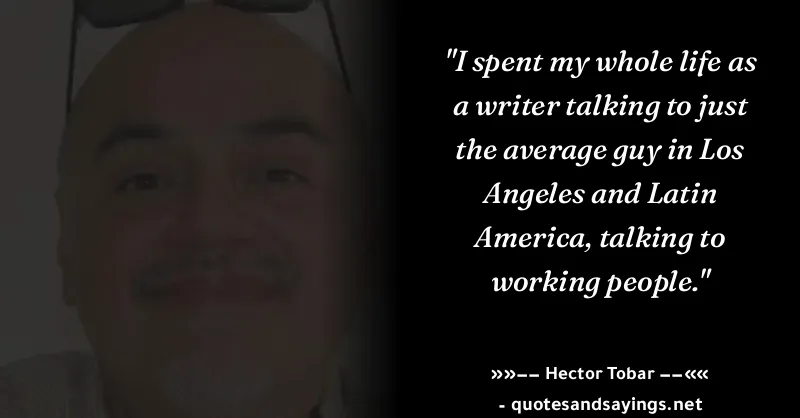 "I spent my whole life as
a writer talking to just
the average guy in Los
Angeles and Latin
America, talking to
working people."
»»–– Hector Tobar ––««
- quotesandsayings.net